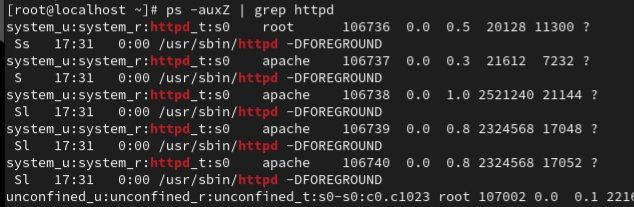 [root@localhost ~]# ps -auxZ | grep httpd
system_u:system_r:httpd_t:s0    root      106736  0.0  0.5  20128 11300 ?
 Ss   17:31   0:00 /usr/sbin/httpd -DFOREGROUND
system_u:system_r:httpd_t:s0    apache    106737  0.0  0.3  21612  7232 ?
 S    17:31   0:00 /usr/sbin/httpd -DFOREGROUND
system_u:system_r:httpd_t:s0    apache    106738  0.0  1.0 2521240 21144 ?
 Sl   17:31   0:00 /usr/sbin/httpd -DFOREGROUND
system_u:system_r:httpd_t:s0    apache    106739  0.0  0.8 2324568 17048 ?
 Sl   17:31   0:00 /usr/sbin/httpd -DFOREGROUND
system_u:system_r:httpd_t:s0    apache    106740  0.0  0.8 2324568 17052 ?
 Sl   17:31   0:00 /usr/sbin/httpd -DFOREGROUND
unconfined_u:unconfined_r:unconfined_t:s0-s0:c0.c1023 root 107002 0.0  0.1 2216